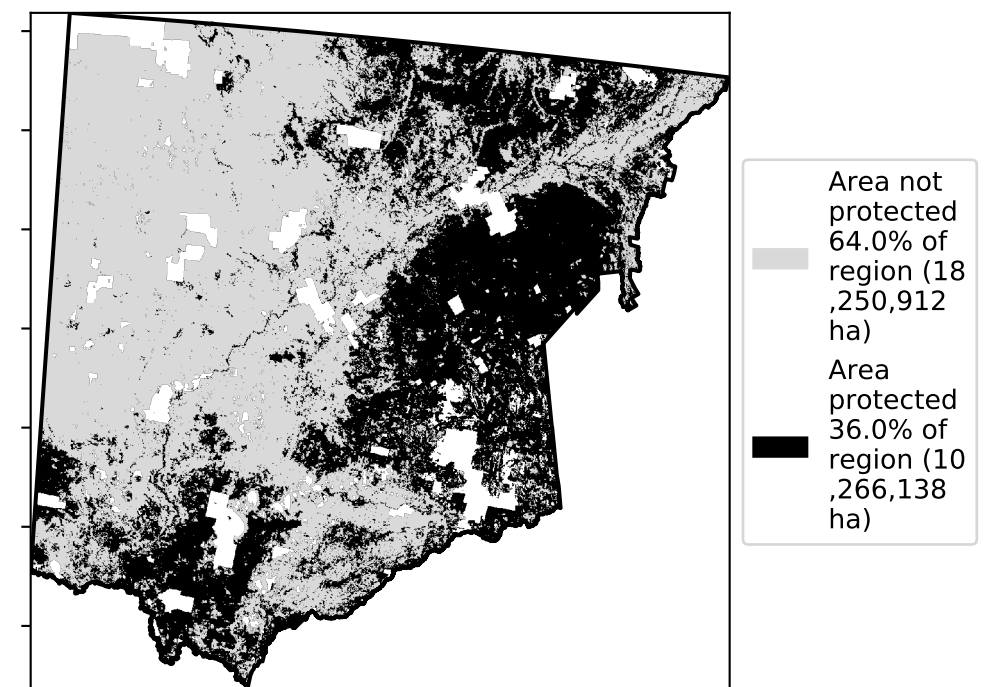 Area not
protected
64.0% of
region (18
,250,912
ha)
Area
protected
36.0% of
region (10
,266,138
ha)